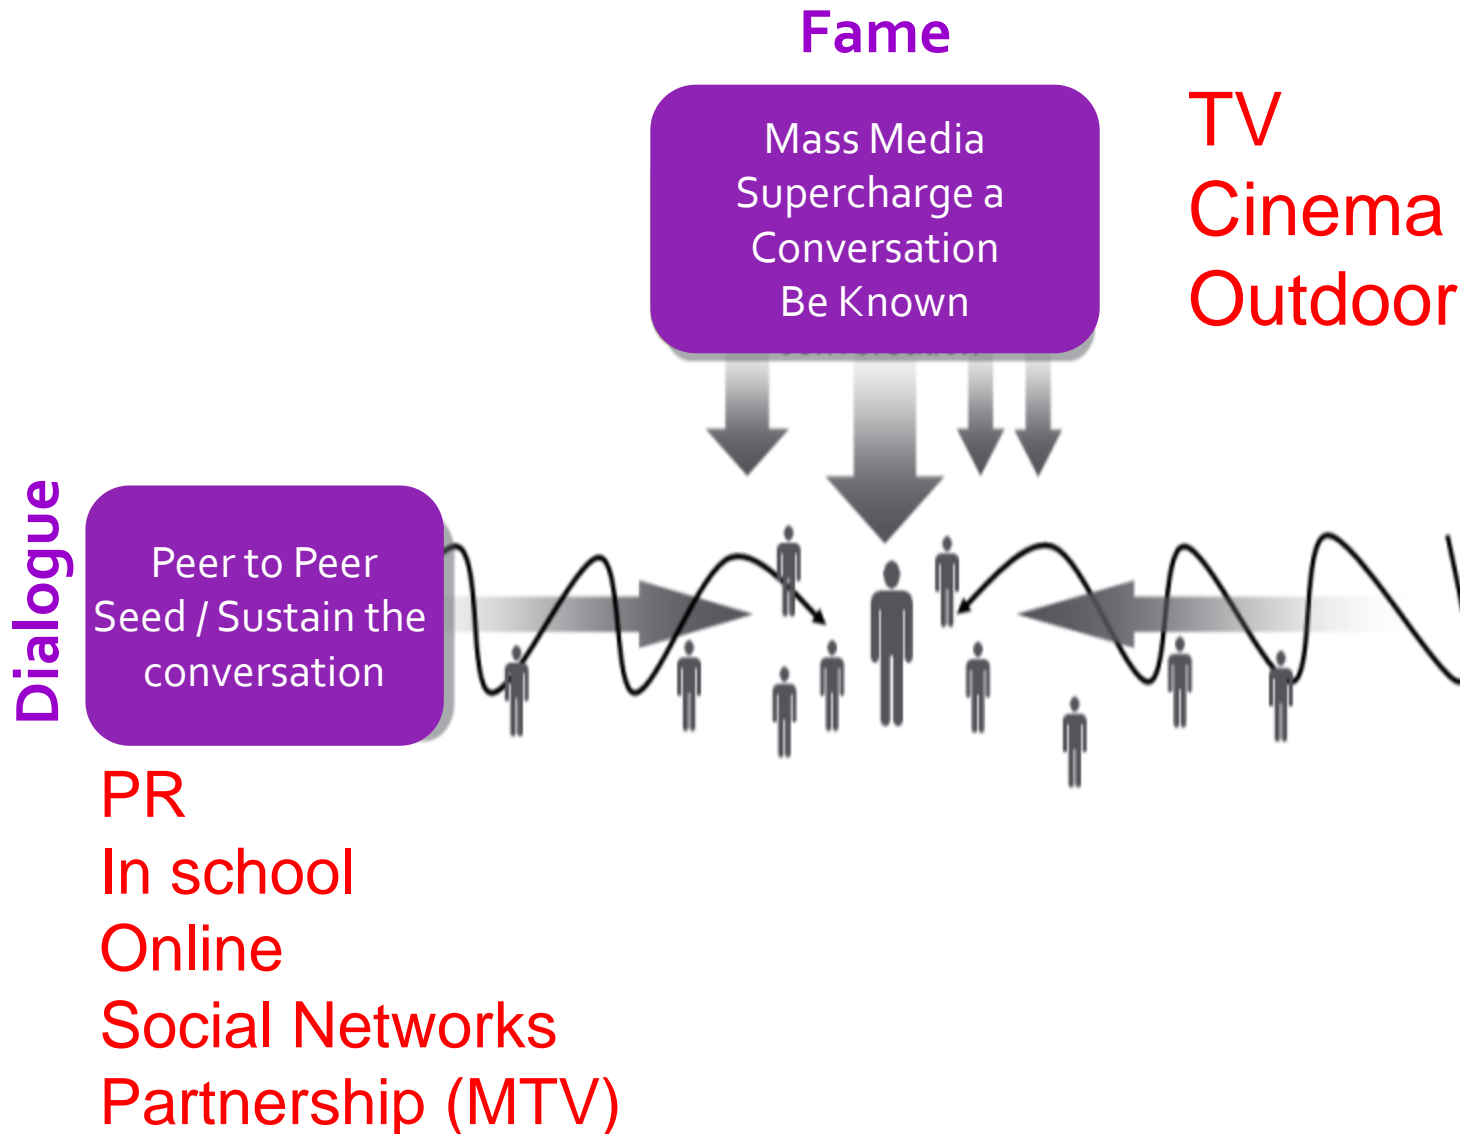 Fame
Mass Media
Supercharge a
Conversation
Be Known
TV
Cinema
Outdoor
Dialogue
Peer to Peer
Seed / Sustain the
conversation
PR
In school
Online
Social Networks
Partnership (MTV)